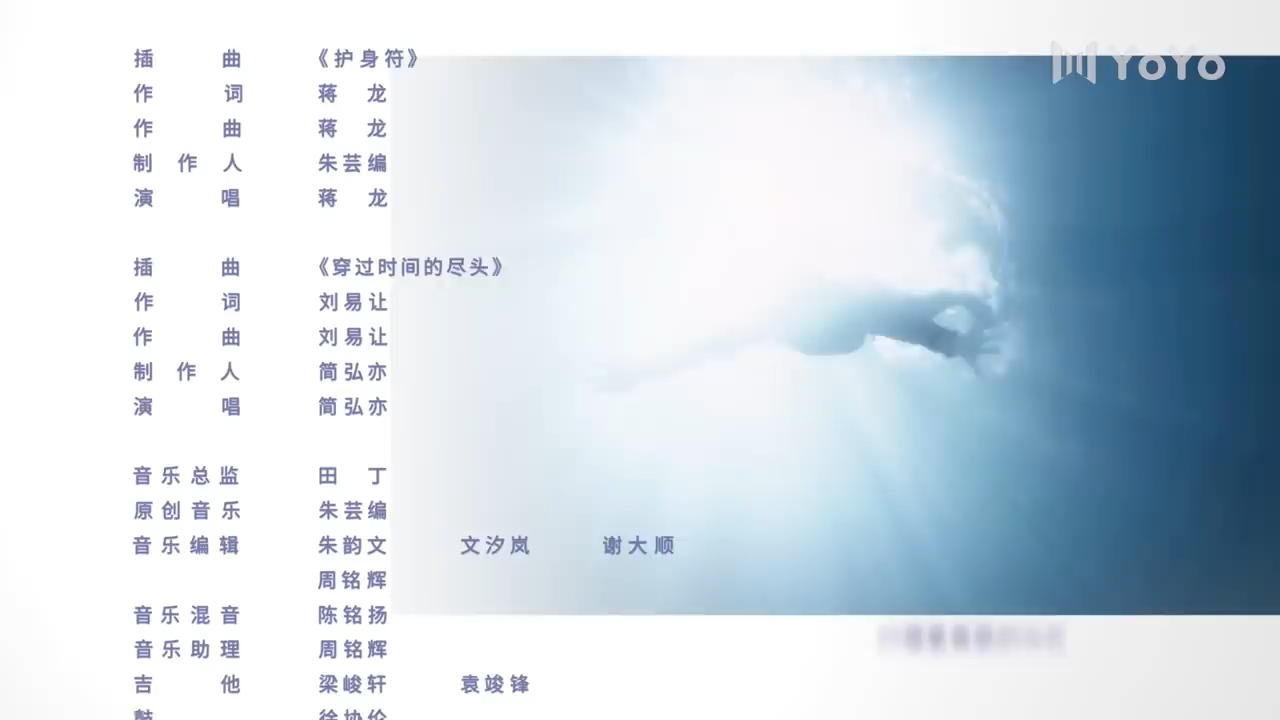 YOYO
插曲 《护身符》
作词 蒋龙
作曲 蒋龙
制作人 朱芸编
演唱 蒋龙
插曲 《穿过时间的尽头》
作词 刘易让
作曲 刘易让
制作人 简弘亦
演唱 简弘亦
音乐总监 田丁
原创音乐 朱芸编
音乐编辑 朱韵文 文汐岚 谢大顺
周铭辉
音乐混音 陈铭扬
音乐助理 周铭辉
吉他 梁峻轩 袁竣锋